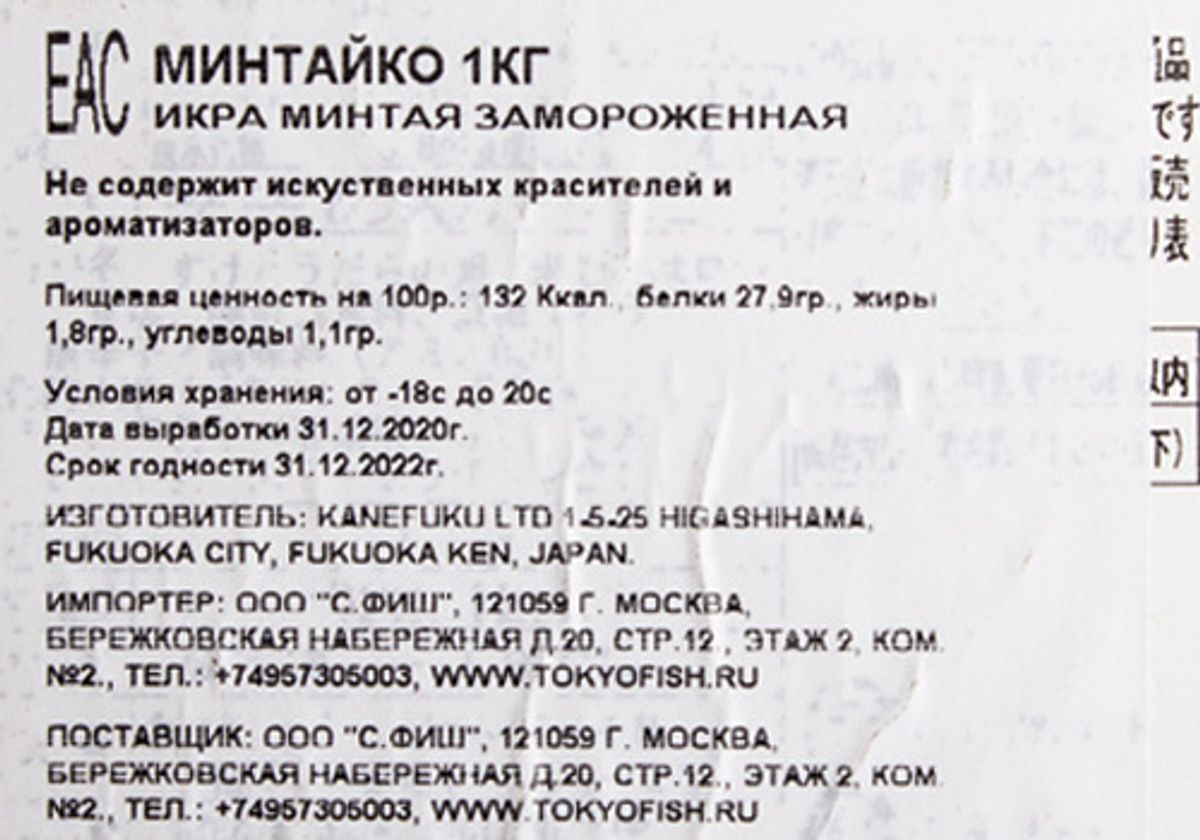 EAC МИНТАЙКО 1КГ
ИКРА МИНТАЯ ЗАМОРОЖЕННАЯ
Не содержит искуственных красителей и
ароматизаторов.
Пищевая ценность на 100р.: 132 Ккал., белки 27,9гр., жиры
1,8гр., углеводы 1,1гр.
Условия хранения: от -18с до 20с
Дата выработки 31.12.2020г.
Срок годности 31.12.2022г.
ИЗГОТОВИТЕЛЬ: KANEFUKU LTD 1-5-25 HIGASHIHAMA,
FUKUOKA CITY, FUKUOKA KEN, JAPAN.
ИМПОРТЕР: ООО "С.ФИШ", 121059 Г. МОСКВА,
БЕРЕЖКОВСКАЯ НАБЕРЕЖНАЯ Д.20, СТР.12., ЭТАЖ 2, КОМ.
№2., ТЕЛ.: +74957305003, WWW.TOKYOFISH.RU
ПОСТАВЩИК: ООО "С.ФИШ", 121059 Г. МОСКВА,
БЕРЕЖКОВСКАЯ НАБЕРЕЖНАЯ Д.20, СТР.12., ЭТАЖ 2, КОМ.
№2., ТЕЛ.: +74957305003, WWW.TOKYOFISH.RU
品
です
続
表
以内
下)